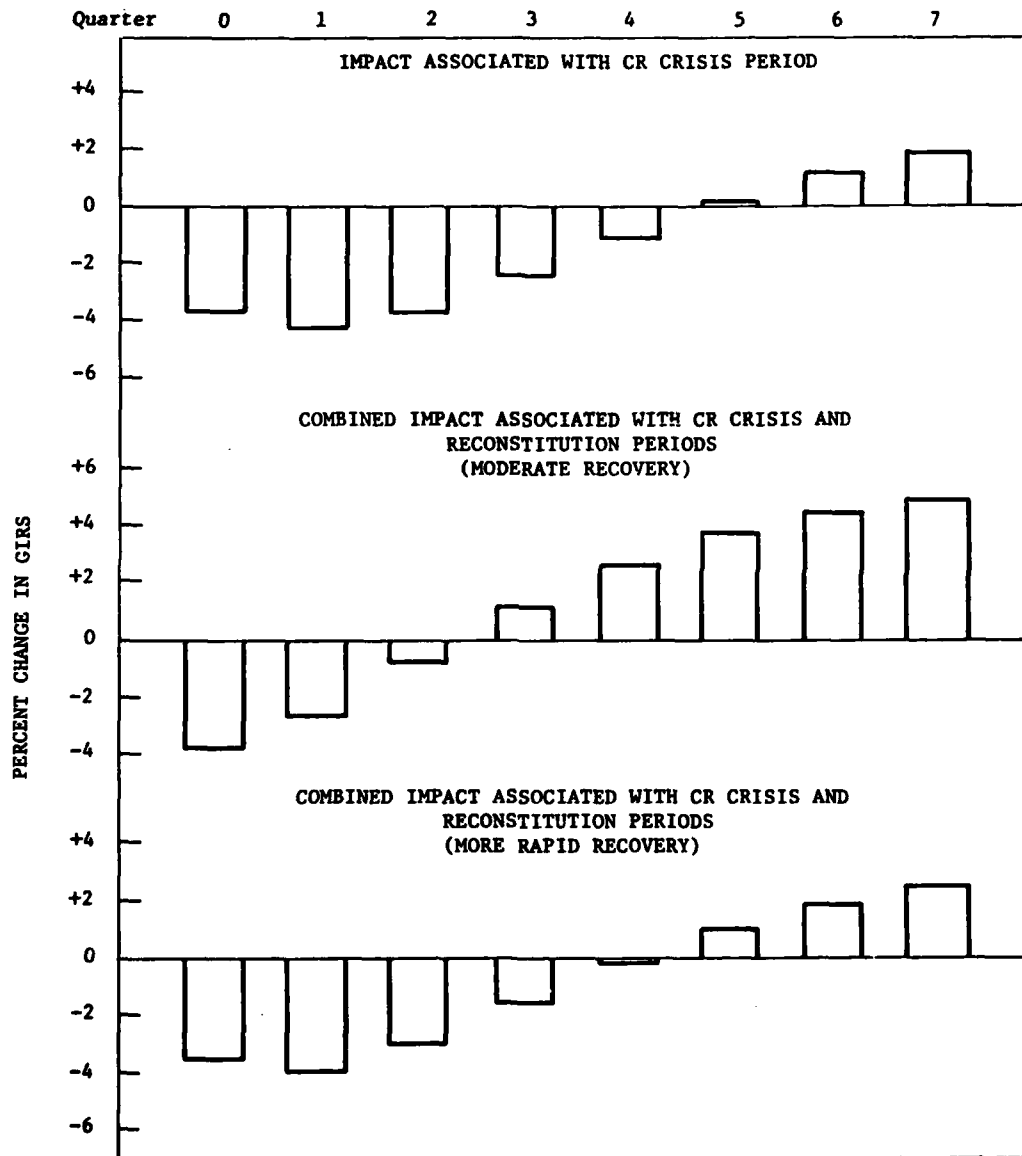 Quarter 0 1 2 3 4 5 6 7
IMPACT ASSOCIATED WITH CR CRISIS PERIOD
+4
+2
0
-2
-4
-6
COMBINED IMPACT ASSOCIATED WITH CR CRISIS AND
RECONSTITUTION PERIODS
(MODERATE RECOVERY)
+6
+4
+2
0
-2
-4
PERCENT CHANGE IN GIRS
COMBINED IMPACT ASSOCIATED WITH CR CRISIS AND
RECONSTITUTION PERIODS
(MORE RAPID RECOVERY)
+4
+2
0
-2
-4
-6